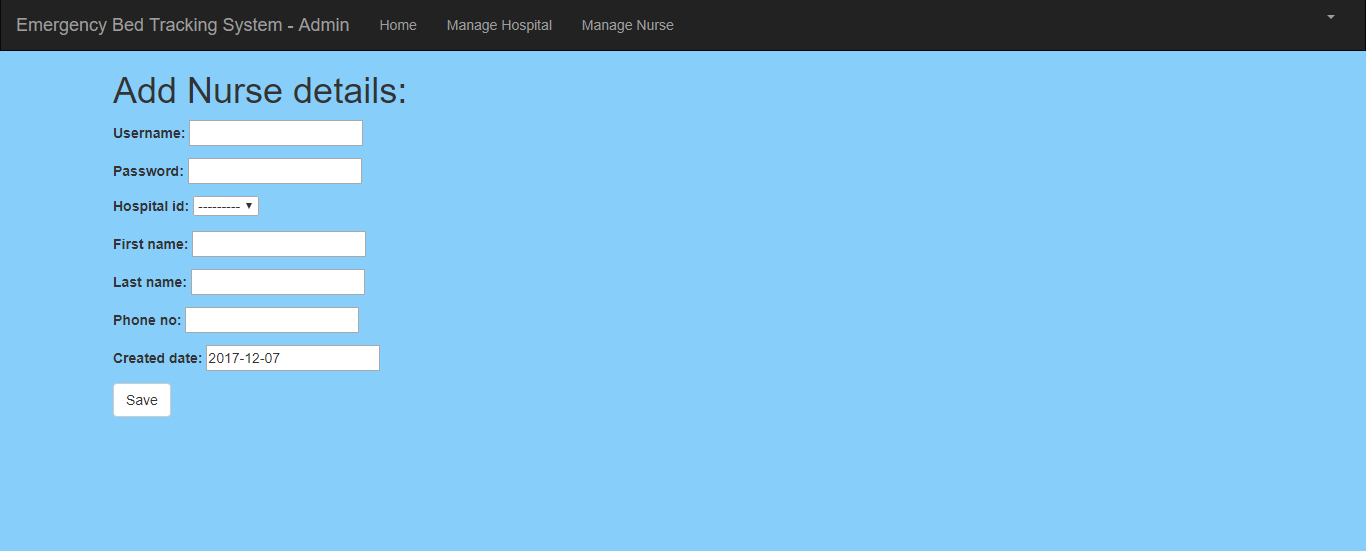 Emergency Bed Tracking System - Admin Home Manage Hospital Manage Nurse
Add Nurse details:
Username:
Password:
Hospital id: ---------
First name:
Last name:
Phone no:
Created date: 2017-12-07
Save